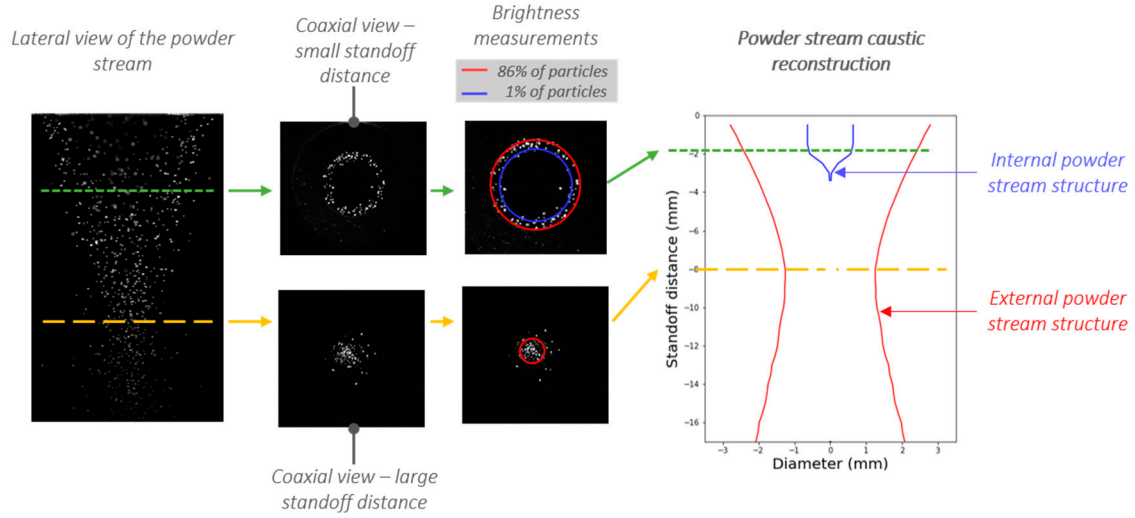 Lateral view of the powder
stream
Coaxial view –
small standoff
distance
Brightness
measurements
86% of particles
1% of particles
Powder stream caustic
reconstruction
Internal powder
stream structure
External powder
stream structure
Coaxial view – large
standoff distance
Standoff distance (mm)
0
−2
−4
−6
−8
−10
−12
−14
−16
−3 −2 −1 0 1 2 3
Diameter (mm)